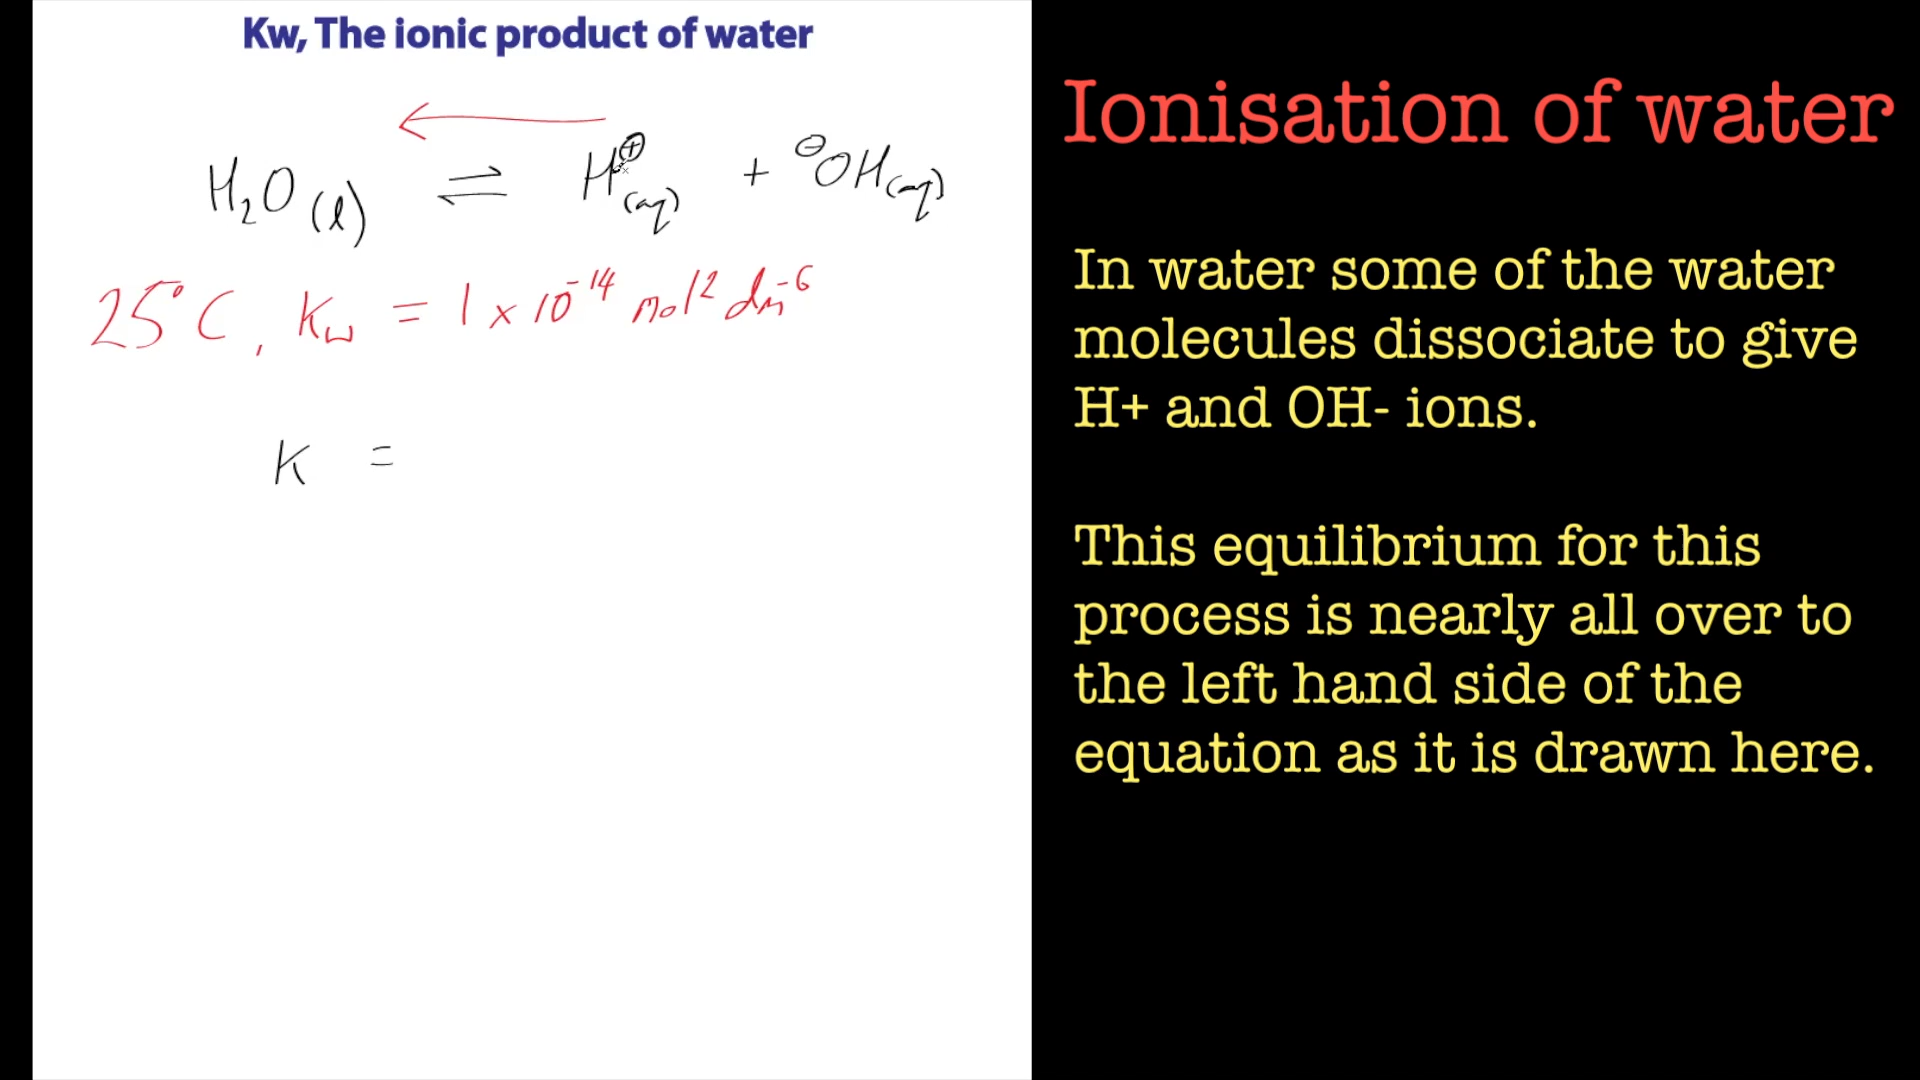 Kw, The ionic product of water
H₂O (l) ⇌ H⊕(aq) + ⊖OH(aq)
25°C, Kw = 1 × 10⁻¹⁴ mol² dm⁻⁶
K =
Ionisation of water
In water some of the water
molecules dissociate to give
H+ and OH- ions.
This equilibrium for this
process is nearly all over to
the left hand side of the
equation as it is drawn here.